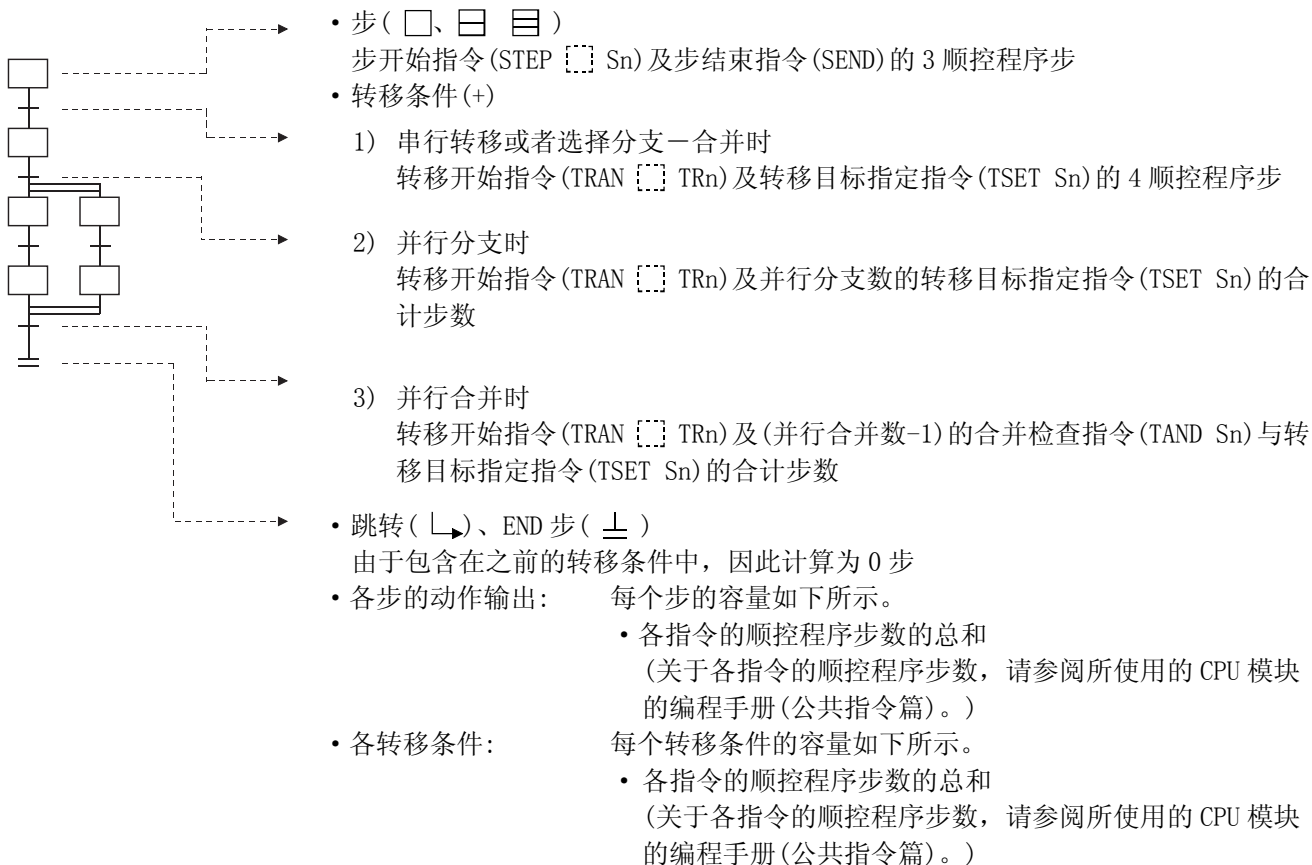 • 步( □、日 目 )
步开始指令(STEP [] Sn)及步结束指令(SEND)的 3 顺控程序步
• 转移条件(+)
1) 串行转移或者选择分支－合并时
转移开始指令(TRAN [] TRn)及转移目标指定指令(TSET Sn)的 4 顺控程序步
2) 并行分支时
转移开始指令(TRAN [] TRn)及并行分支数的转移目标指定指令(TSET Sn)的合
计步数
3) 并行合并时
转移开始指令(TRAN [] TRn)及(并行合并数-1)的合并检查指令(TAND Sn)与转
移目标指定指令(TSET Sn)的合计步数
• 跳转( )、END 步( )
由于包含在之前的转移条件中，因此计算为 0 步
• 各步的动作输出: 每个步的容量如下所示。
• 各指令的顺控程序步数的总和
(关于各指令的顺控程序步数，请参阅所使用的 CPU 模块
的编程手册(公共指令篇)。)
• 各转移条件: 每个转移条件的容量如下所示。
• 各指令的顺控程序步数的总和
(关于各指令的顺控程序步数，请参阅所使用的 CPU 模块
的编程手册(公共指令篇)。)